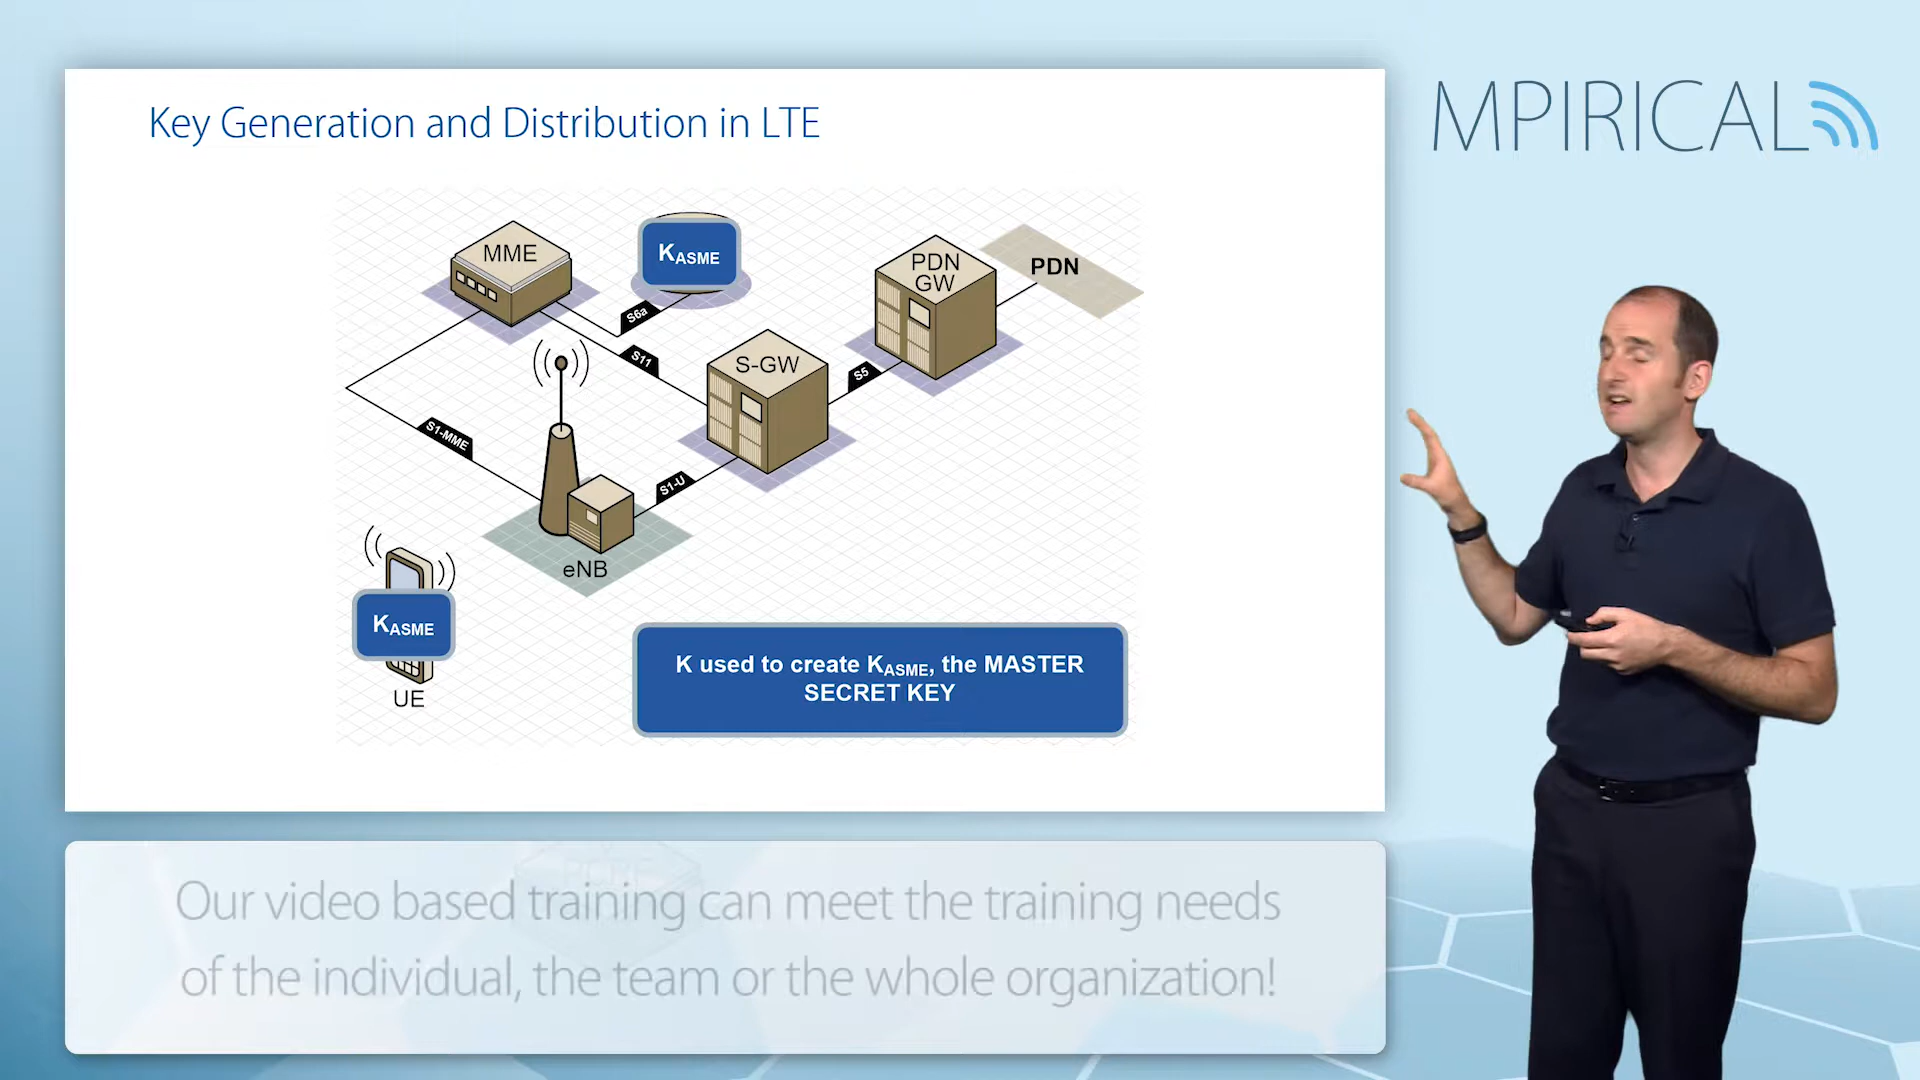 Key Generation and Distribution in LTE
MPIRICAL
MME
KASME
PDN
GW
PDN
S6a
S11
S-GW
S5
S1-MME
S1-U
eNB
KASME
UE
K used to create KASME, the MASTER
SECRET KEY
Our video based training can meet the training needs
of the individual, the team or the whole organization!